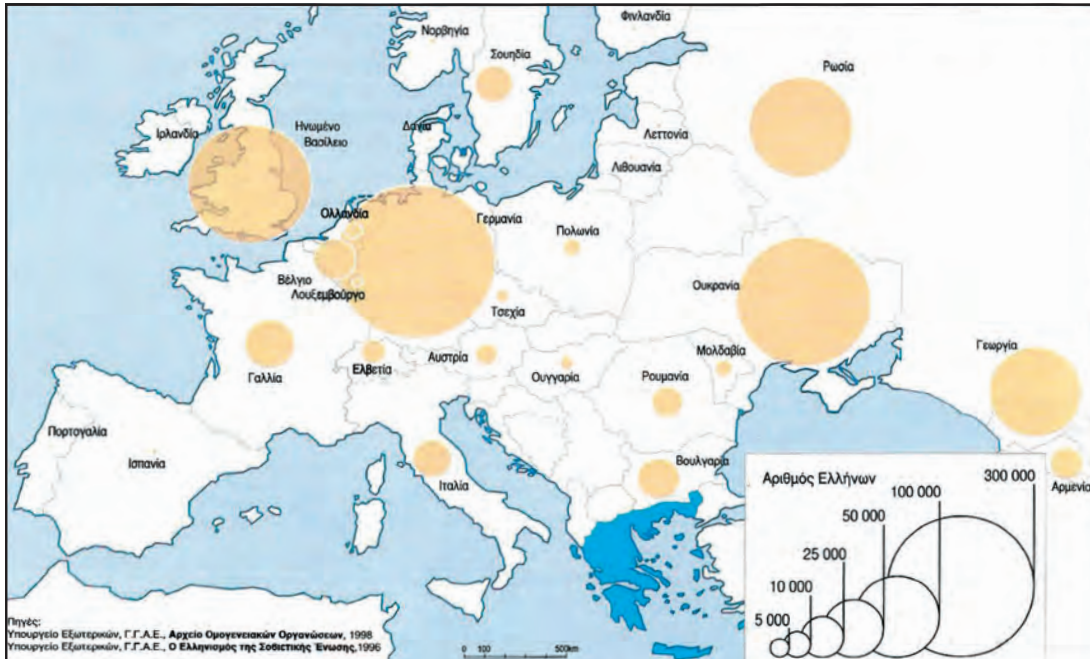 Νορβηγία
Φινλανδία
Σουηδία
Ρωσία
Ιρλανδία
Ηνωμένο
Βασίλειο
Δανία
Λεττονία
Λιθουανία
Ολλανδία
Γερμανία
Πολωνία
Βέλγιο
Λουξεμβούργο
Τσεχία
Ουκρανία
Γαλλία
Ελβετία
Αυστρία
Ουγγαρία
Μολδαβία
Ρουμανία
Γεωργία
Πορτογαλία
Ισπανία
Ιταλία
Βουλγαρία
Αρμενία
Αριθμός Ελλήνων
300 000
100 000
50 000
25 000
10 000
5 000
Πηγές:
Υπουργείο Εξωτερικών, Γ.Γ.Α.Ε., Αρχείο Ομογενειακών Οργανώσεων, 1998
Υπουργείο Εξωτερικών, Γ.Γ.Α.Ε., Ο Ελληνισμός της Σοβιετικής Ένωσης,1996
0 100 500km